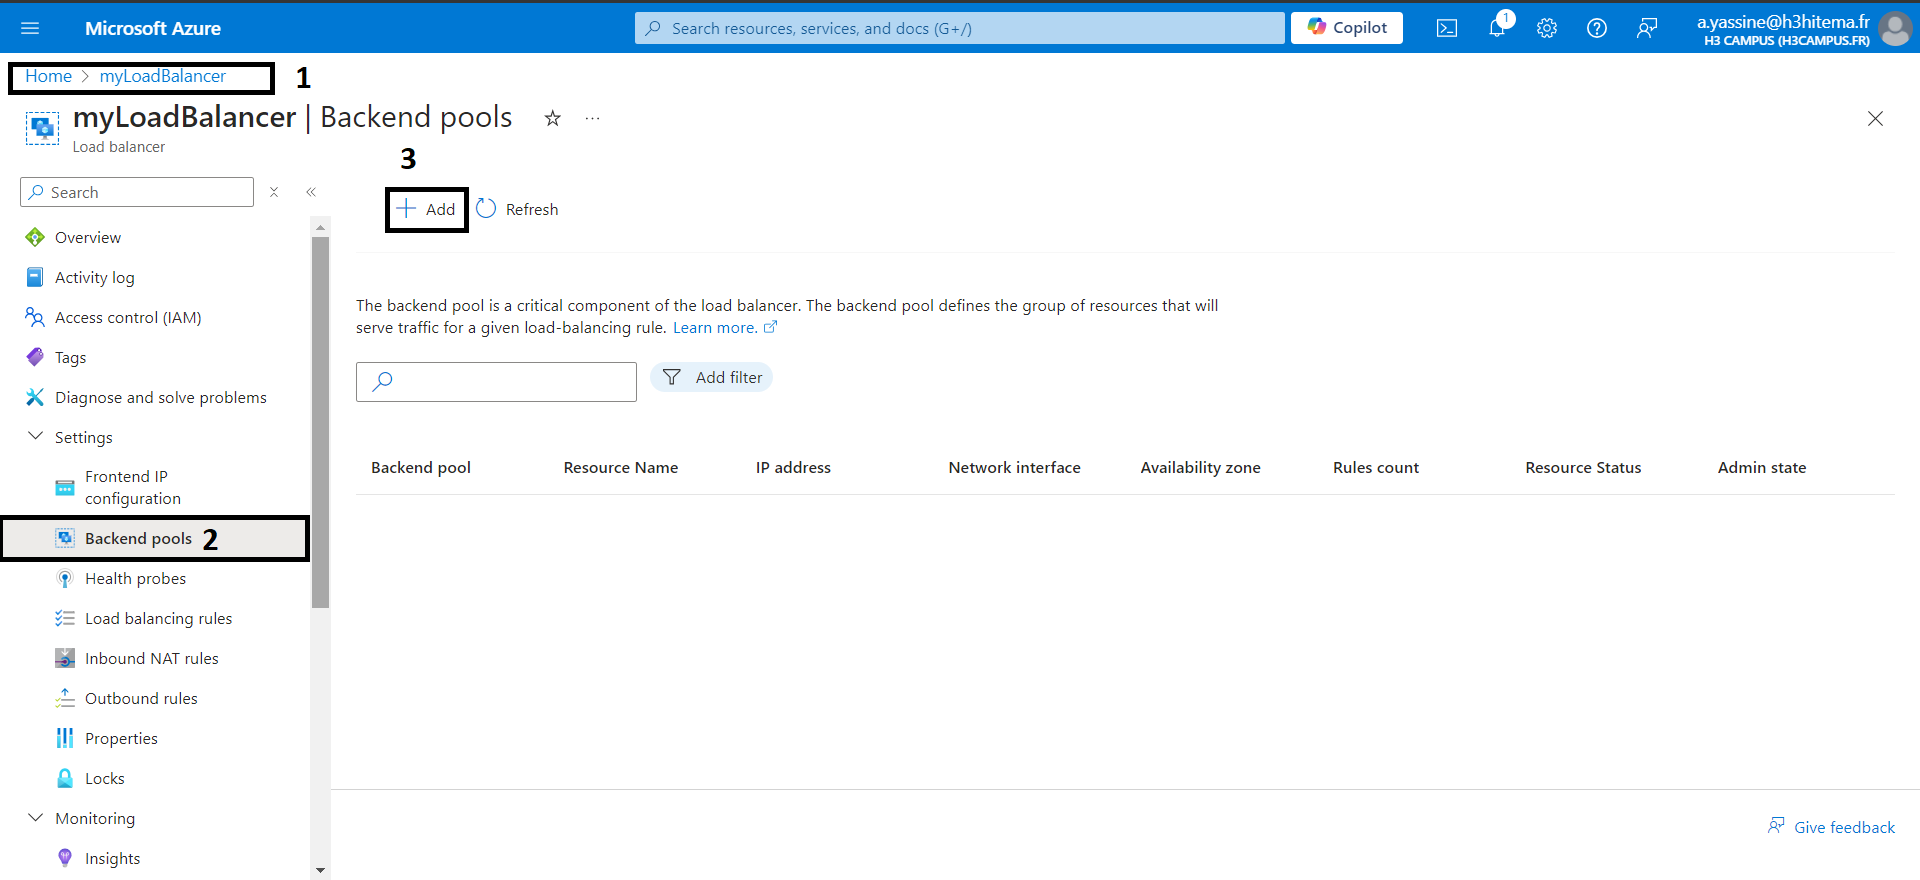 Microsoft Azure
Search resources, services, and docs (G+/)
Copilot
1
a.yassine@h3hitema.fr
H3 CAMPUS (H3CAMPUS.FR)
Home > myLoadBalancer
1
myLoadBalancer | Backend pools
Load balancer
3
Search
Add
Refresh
Overview
Activity log
Access control (IAM)
Tags
Diagnose and solve problems
Settings
Frontend IP
configuration
Backend pools
2
Health probes
Load balancing rules
Inbound NAT rules
Outbound rules
Properties
Locks
Monitoring
Insights
The backend pool is a critical component of the load balancer. The backend pool defines the group of resources that will
serve traffic for a given load-balancing rule. Learn more.
Add filter
Backend pool Resource Name IP address Network interface Availability zone Rules count Resource Status Admin state
Give feedback